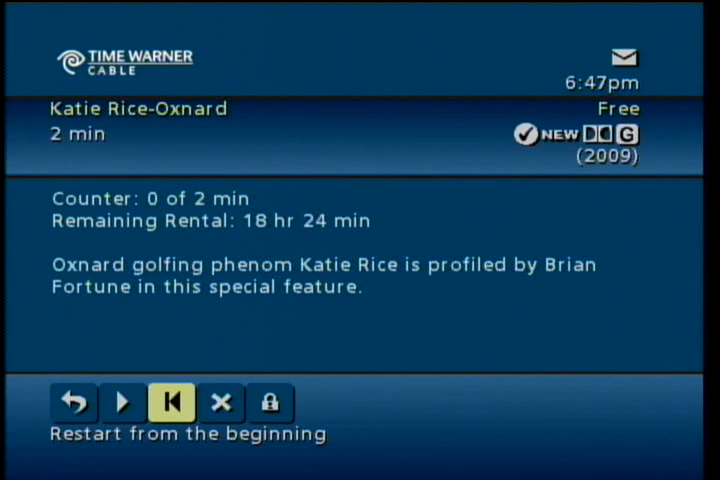 TIME WARNER
CABLE
6:47pm
Katie Rice-Oxnard
Free
2 min
NEW G
(2009)
Counter: 0 of 2 min
Remaining Rental: 18 hr 24 min
Oxnard golfing phenom Katie Rice is profiled by Brian
Fortune in this special feature.
Restart from the beginning